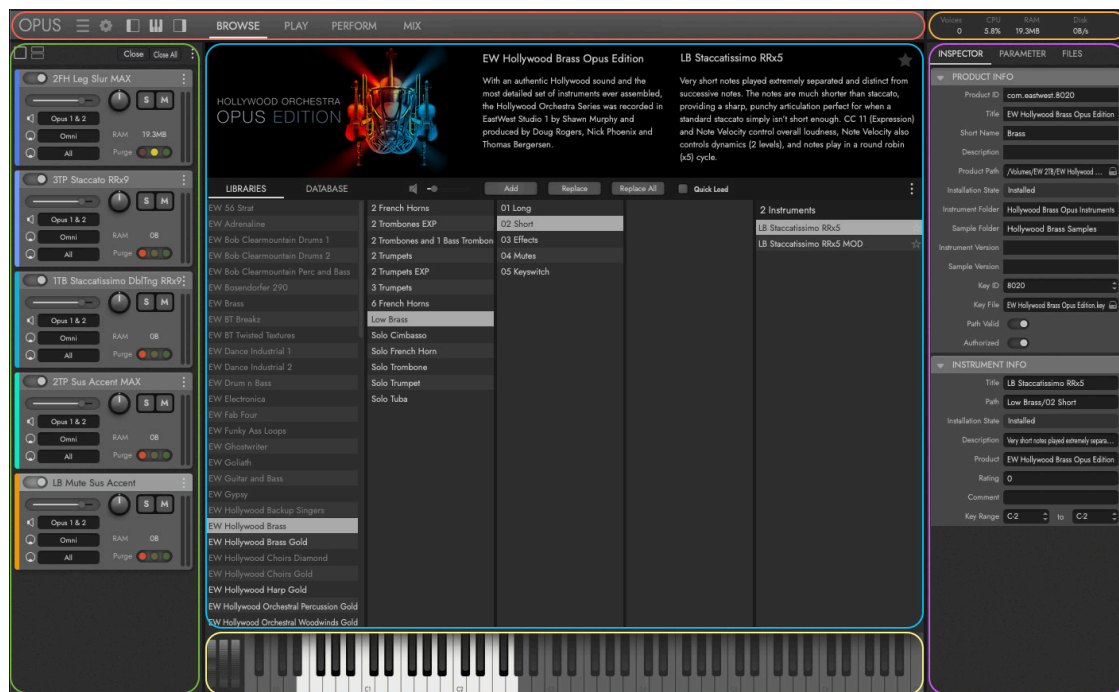 OPUS
BROWSE PLAY PERFORM MIX
Voices CPU RAM Disk
0 5.8% 19.3MB 0B/s
Close Close All
2FH Leg Slur MAX
S M
Opus 1 & 2
Omni RAM 19.3MB
All Purge
3TP Staccato RRx9
S M
Opus 1 & 2
Omni RAM 0B
All Purge
1TB Staccatissimo DblTng RRx9
S M
Opus 1 & 2
Omni RAM 0B
All Purge
2TP Sus Accent MAX
S M
Opus 1 & 2
Omni RAM 0B
All Purge
LB Mute Sus Accent
S M
Opus 1 & 2
Omni RAM 0B
All Purge
HOLLYWOOD ORCHESTRA
OPUS EDITION
EW Hollywood Brass Opus Edition
With an authentic Hollywood sound and the
most detailed set of instruments ever assembled,
the Hollywood Orchestra Series was recorded in
EastWest Studio 1 by Shawn Murphy and
produced by Doug Rogers, Nick Phoenix and
Thomas Bergersen.
LB Staccatissimo RRx5
Very short notes played extremely separated and distinct from
successive notes. The notes are much shorter than staccato,
providing a sharp, punchy articulation perfect for when a
standard staccato simply isn't short enough. CC 11 (Expression)
and Note Velocity control overall loudness, Note Velocity also
controls dynamics (2 levels), and notes play in a round robin
(x5) cycle.
LIBRARIES DATABASE Add Replace Replace All Quick Load
EW 56 Strat
EW Adrenaline
EW Bob Clearmountain Drums 1
EW Bob Clearmountain Drums 2
EW Bob Clearmountain Perc and Bass
EW Bosendorfer 290
EW Brass
EW BT Breakz
EW BT Twisted Textures
EW Dance Industrial 1
EW Dance Industrial 2
EW Drum n Bass
EW Electronica
EW Fab Four
EW Funky Ass Loops
EW Ghostwriter
EW Goliath
EW Guitar and Bass
EW Gypsy
EW Hollywood Backup Singers
EW Hollywood Brass
EW Hollywood Brass Gold
EW Hollywood Choirs Diamond
EW Hollywood Choirs Gold
EW Hollywood Harp Gold
EW Hollywood Orchestral Percussion Gold
EW Hollywood Orchestral Woodwinds Gold
2 French Horns
2 Trombones EXP
2 Trombones and 1 Bass Trombon
2 Trumpets
2 Trumpets EXP
3 Trumpets
6 French Horns
Low Brass
Solo Cimbasso
Solo French Horn
Solo Trombone
Solo Trumpet
Solo Tuba
01 Long
02 Short
03 Effects
04 Mutes
05 Keyswitch
2 Instruments
LB Staccatissimo RRx5
LB Staccatissimo RRx5 MOD
C1 C2
INSPECTOR PARAMETER FILES
PRODUCT INFO
Product ID com.eastwest.8020
Title EW Hollywood Brass Opus Edition
Short Name Brass
Description
Product Path /Volumes/EW 2TB/EW Hollywood ...
Installation State Installed
Instrument Folder Hollywood Brass Opus Instruments
Sample Folder Hollywood Brass Samples
Instrument Version
Sample Version
Key ID 8020
Key File EW Hollywood Brass Opus Edition.key
Path Valid
Authorized
INSTRUMENT INFO
Title LB Staccatissimo RRx5
Path Low Brass/02 Short
Installation State Installed
Description Very short notes played extremely separa...
Product EW Hollywood Brass Opus Edition
Rating 0
Comment
Key Range C-2 to C-2